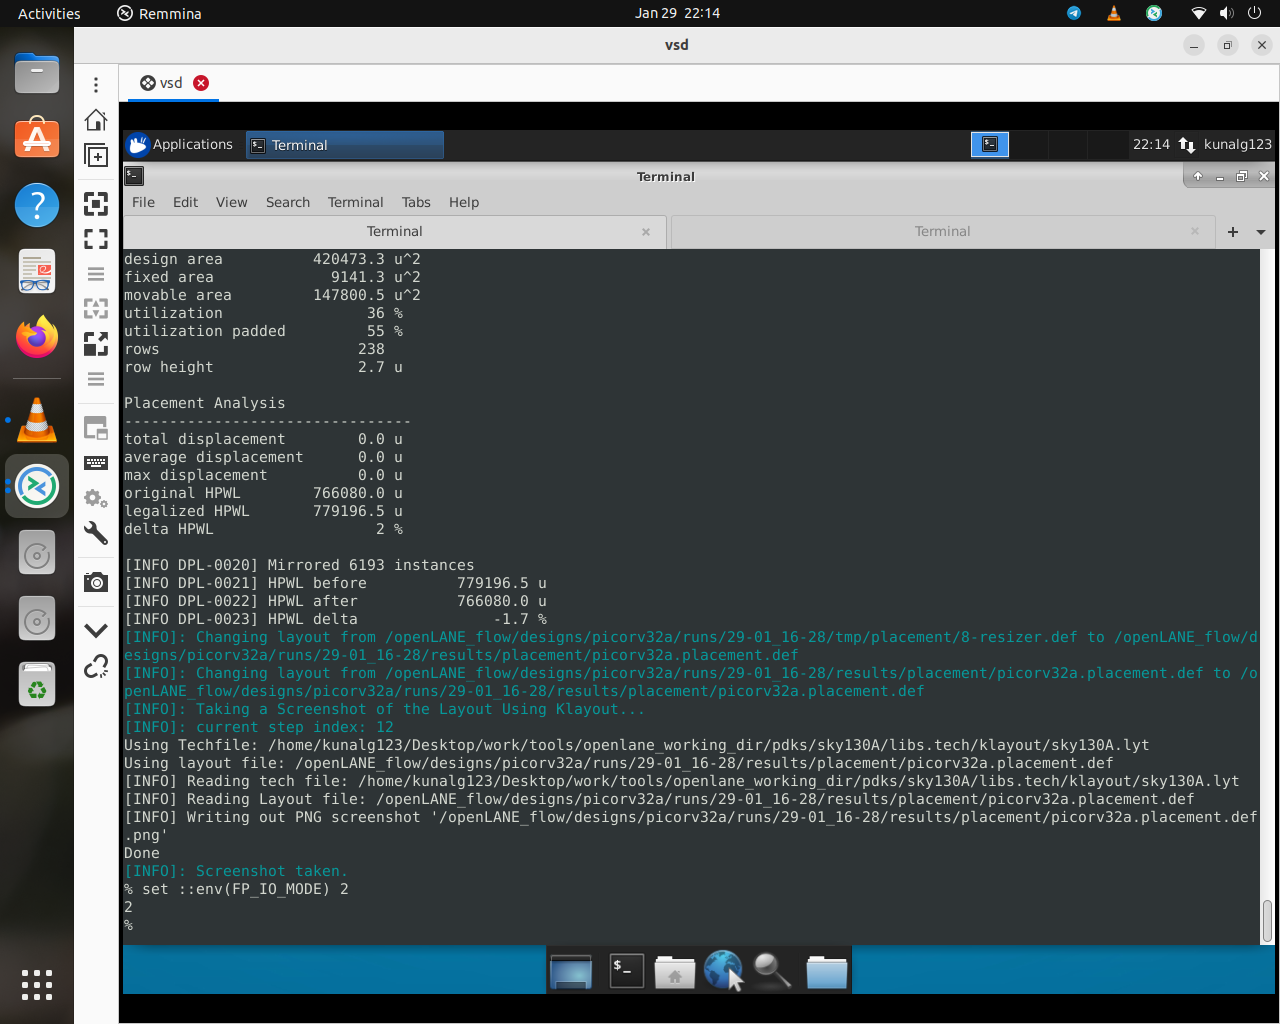 Activities
Remmina
Jan 29 22:14
vsd
vsd
Applications
Terminal
22:14
kunalg123
Terminal
File Edit View Search Terminal Tabs Help
Terminal
Terminal
design area          420473.3 u^2
fixed area             9141.3 u^2
movable area         147800.5 u^2
utilization                36 %
utilization padded         55 %
rows                      238
row height                2.7 u
Placement Analysis
--------------------------------
total displacement        0.0 u
average displacement      0.0 u
max displacement          0.0 u
original HPWL        766080.0 u
legalized HPWL       779196.5 u
delta HPWL                  2 %
[INFO DPL-0020] Mirrored 6193 instances
[INFO DPL-0021] HPWL before          779196.5 u
[INFO DPL-0022] HPWL after           766080.0 u
[INFO DPL-0023] HPWL delta               -1.7 %
[INFO]: Changing layout from /openLANE_flow/designs/picorv32a/runs/29-01_16-28/tmp/placement/8-resizer.def to /openLANE_flow/d
esigns/picorv32a/runs/29-01_16-28/results/placement/picorv32a.placement.def
[INFO]: Changing layout from /openLANE_flow/designs/picorv32a/runs/29-01_16-28/results/placement/picorv32a.placement.def to /o
penLANE_flow/designs/picorv32a/runs/29-01_16-28/results/placement/picorv32a.placement.def
[INFO]: Taking a Screenshot of the Layout Using Klayout...
[INFO]: current step index: 12
Using Techfile: /home/kunalg123/Desktop/work/tools/openlane_working_dir/pdks/sky130A/libs.tech/klayout/sky130A.lyt
Using layout file: /openLANE_flow/designs/picorv32a/runs/29-01_16-28/results/placement/picorv32a.placement.def
[INFO] Reading tech file: /home/kunalg123/Desktop/work/tools/openlane_working_dir/pdks/sky130A/libs.tech/klayout/sky130A.lyt
[INFO] Reading Layout file: /openLANE_flow/designs/picorv32a/runs/29-01_16-28/results/placement/picorv32a.placement.def
[INFO] Writing out PNG screenshot '/openLANE_flow/designs/picorv32a/runs/29-01_16-28/results/placement/picorv32a.placement.def
.png'
Done
[INFO]: Screenshot taken.
% set ::env(FP_IO_MODE) 2
2
%